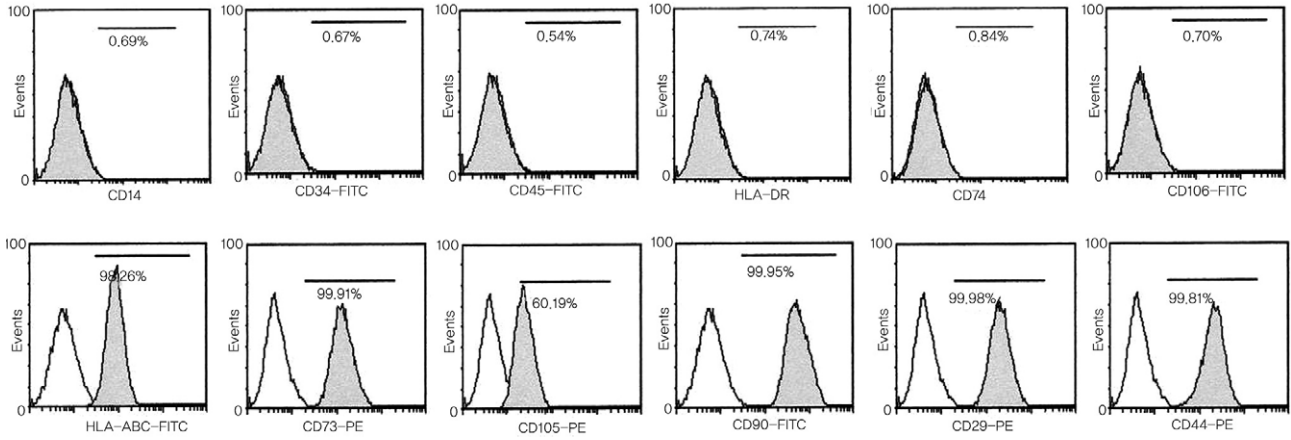 100 100 100 100 100 100
0.69% 0.67% 0.54% 0.74% 0.84% 0.70%
Events Events Events Events Events Events
0 0 0 0 0 0
CD14 CD34-FITC CD45-FITC HLA-DR CD74 CD106-FITC
100 100 100 100 100 100
98.26% 99.91% 60.19% 99.95% 99.98% 99.81%
Events Events Events Events Events Events
0 0 0 0 0 0
HLA-ABC-FITC CD73-PE CD105-PE CD90-FITC CD29-PE CD44-PE